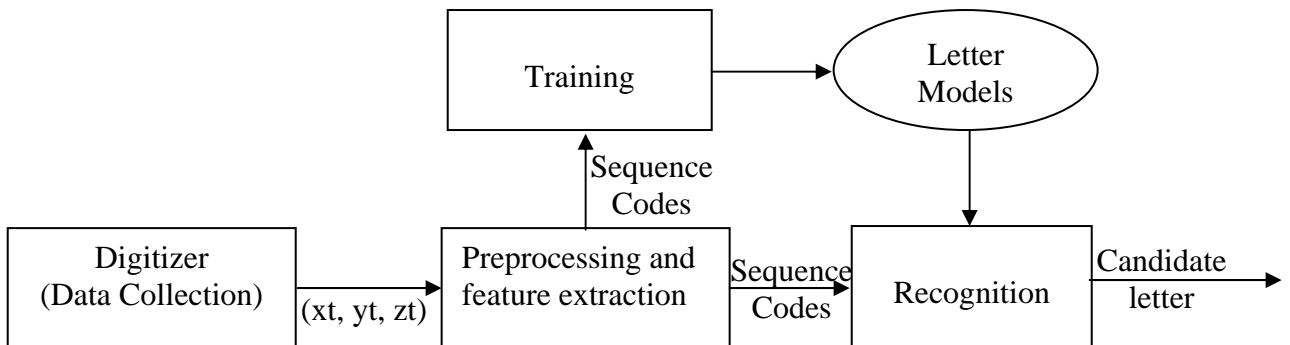 Training
Letter
Models
Sequence
Codes
Digitizer
(Data Collection)
(xt, yt, zt)
Preprocessing and
feature extraction
Sequence
Codes
Recognition
Candidate
letter